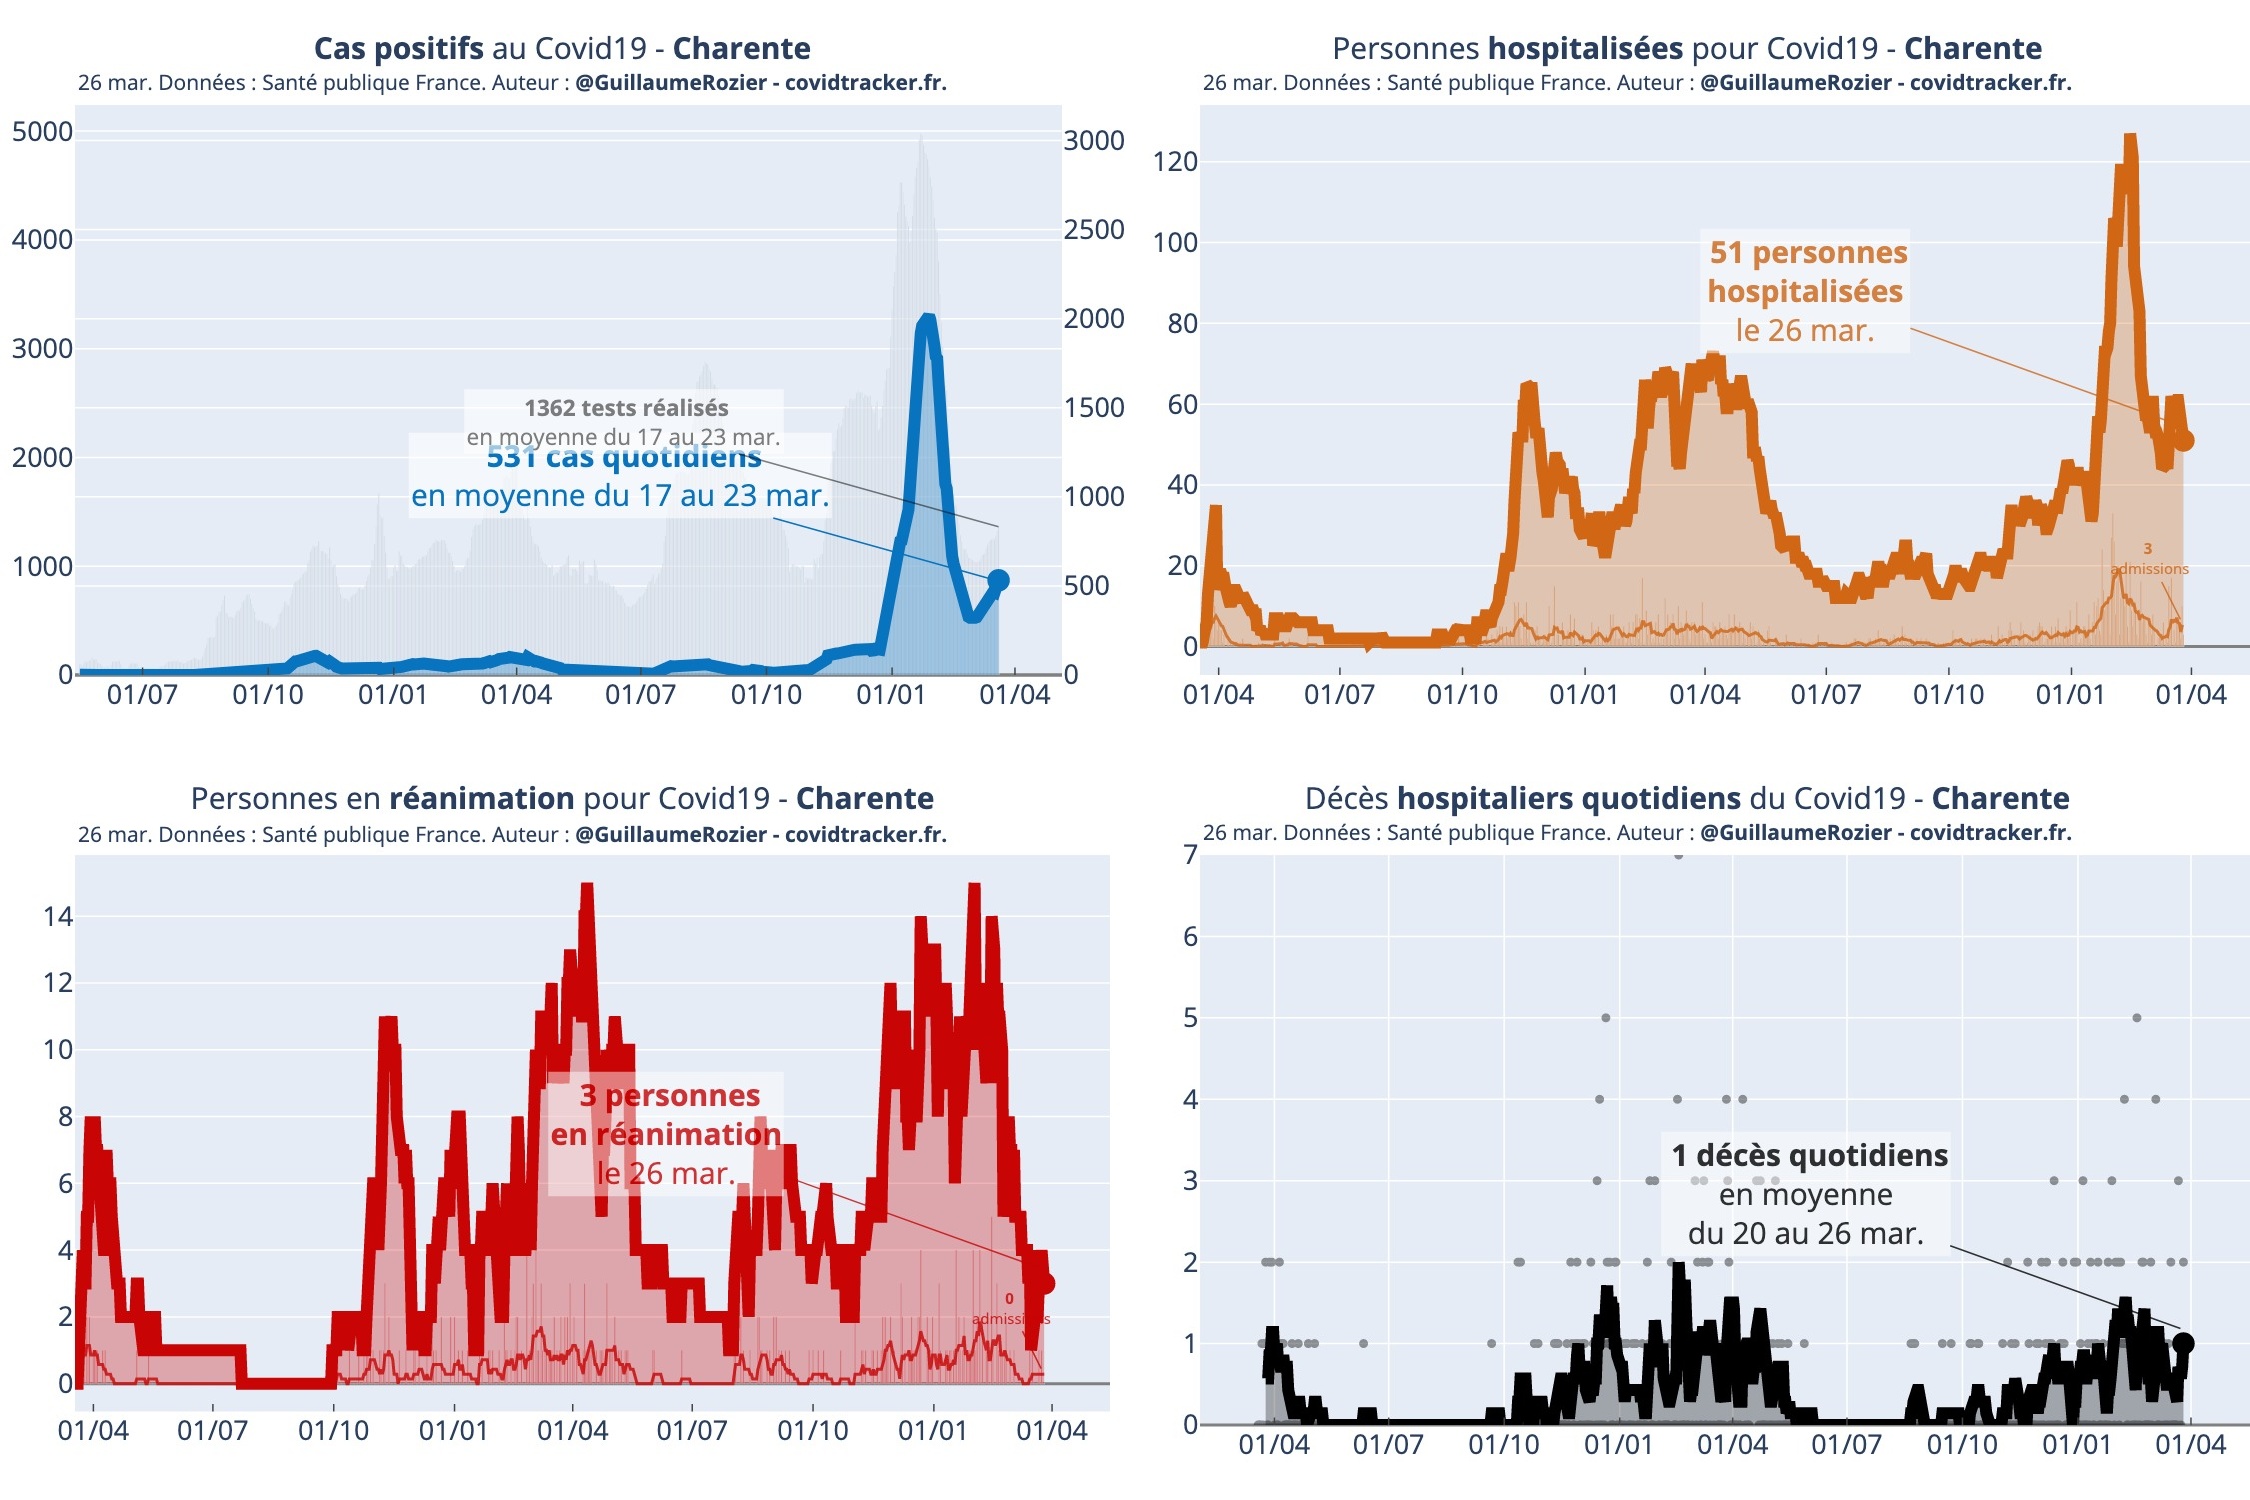 Cas positifs au Covid19 - Charente
26 mar. Données : Santé publique France. Auteur : @GuillaumeRozier - covidtracker.fr.
5000
4000
3000
2000
1000
0
3000
2500
2000
1500
1000
500
0
1362 tests réalisés
en moyenne du 17 au 23 mar.
531 cas quotidiens
en moyenne du 17 au 23 mar.
01/07 01/10 01/01 01/04 01/07 01/10 01/01 01/04
Personnes hospitalisées pour Covid19 - Charente
26 mar. Données : Santé publique France. Auteur : @GuillaumeRozier - covidtracker.fr.
120
100
80
60
40
20
0
51 personnes
hospitalisées
le 26 mar.
3
admissions
01/04 01/07 01/10 01/01 01/04 01/07 01/10 01/01 01/04
Personnes en réanimation pour Covid19 - Charente
26 mar. Données : Santé publique France. Auteur : @GuillaumeRozier - covidtracker.fr.
14
12
10
8
6
4
2
0
3 personnes
en réanimation
le 26 mar.
0
admissions
01/04 01/07 01/10 01/01 01/04 01/07 01/10 01/01 01/04
Décès hospitaliers quotidiens du Covid19 - Charente
26 mar. Données : Santé publique France. Auteur : @GuillaumeRozier - covidtracker.fr.
7
6
5
4
3
2
1
0
1 décès quotidiens
en moyenne
du 20 au 26 mar.
01/04 01/07 01/10 01/01 01/04 01/07 01/10 01/01 01/04